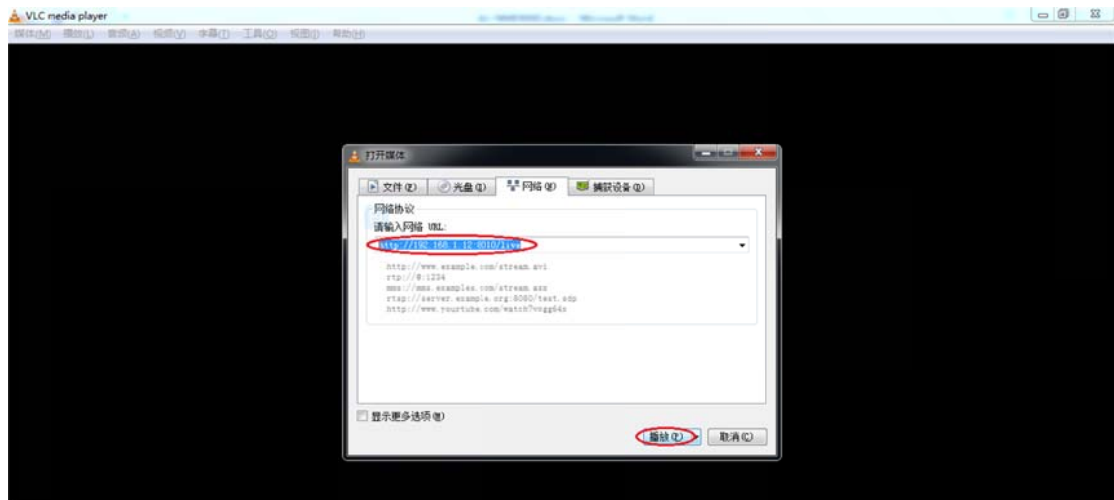 VLC media player
媒体(M) 播放(L) 音频(A) 视频(V) 字幕(T) 工具(O) 视图(I) 帮助(H)
打开媒体
文件(F) 光盘(D) 网络(N) 捕获设备(D)
网络协议
请输入网络 URL:
http://192.168.1.12:8010/live
http://www.example.com/stream.avi
rtp://@:1234
mms://mms.examples.com/stream.asx
rtsp://server.example.org:8080/test.sdp
http://www.yourtube.com/watch?v=gg64x
显示更多选项(M)
播放(P) 取消(C)